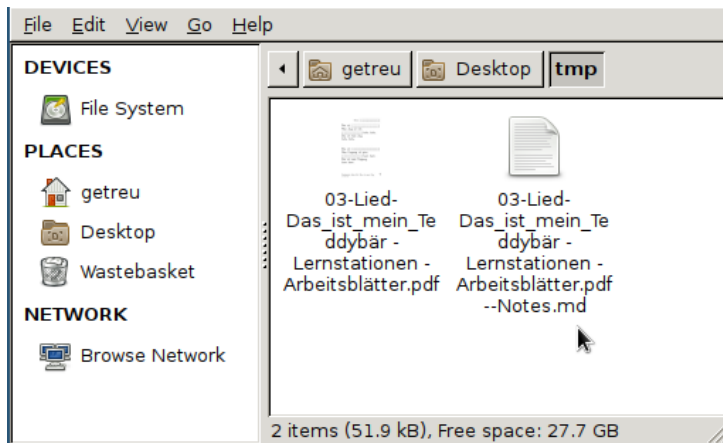 File Edit View Go Help
DEVICES
File System
PLACES
getreu
Desktop
Wastebasket
NETWORK
Browse Network
getreu Desktop tmp
03-Lied-
Das_ist_mein_Te
ddybär -
Lernstationen -
Arbeitsblätter.pdf
03-Lied-
Das_ist_mein_Te
ddybär -
Lernstationen -
Arbeitsblätter.pdf
--Notes.md
2 items (51.9 kB), Free space: 27.7 GB